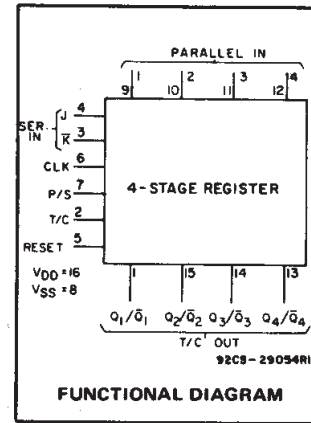 PARALLEL IN
1 2 3 4
9 10 11 12
SER IN
J 4
K̅ 3
CLK 6
P/S 7
4-STAGE REGISTER
T/C 2
RESET 5
VDD = 16
VSS = 8
1 15 14 13
Q1/Q̅1 Q2/Q̅2 Q3/Q̅3 Q4/Q̅4
T/C OUT
92CS-29054R1
FUNCTIONAL DIAGRAM